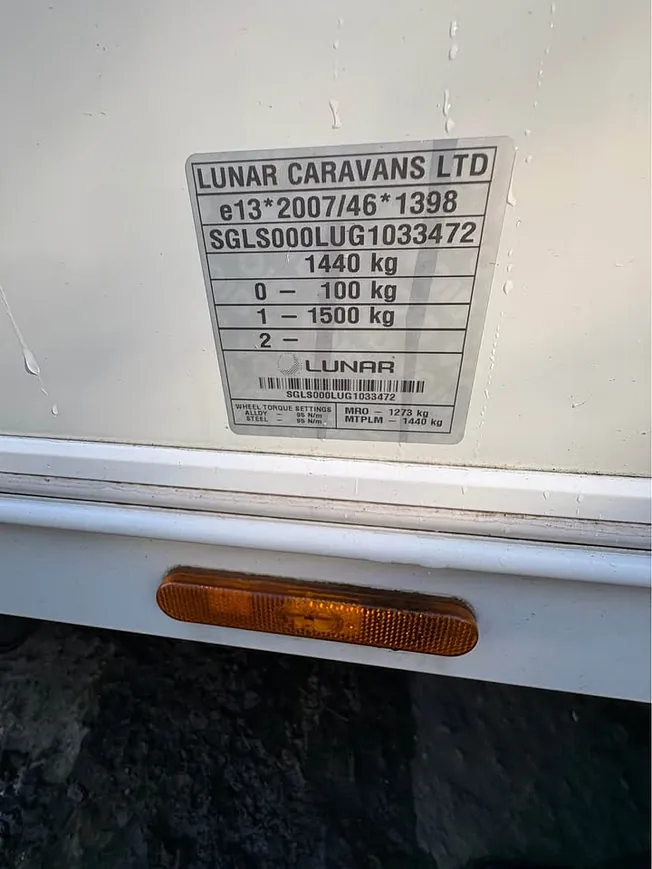 LUNAR CARAVANS LTD
e13*2007/46*1398
SGLS000LUG1033472
1440 kg
0 – 100 kg
1 – 1500 kg
2 –
LUNAR
SGLS000LUG1033472
WHEEL TORQUE SETTINGS
ALLOY – 95 N/m
STEEL – 95 N/m
MRO – 1273 kg
MTPLM – 1440 kg